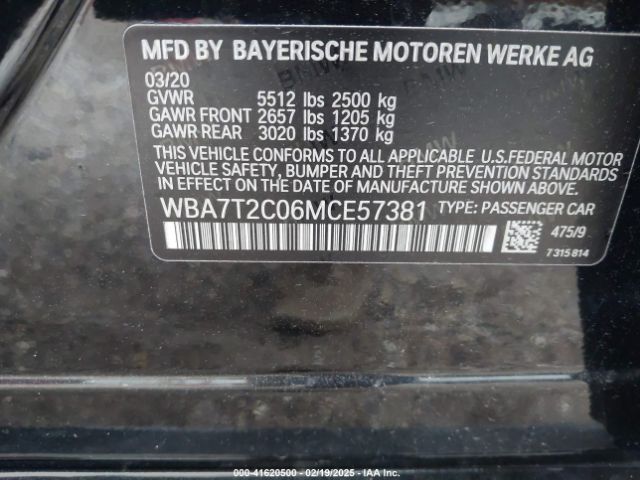 MFD BY BAYERISCHE MOTOREN WERKE AG
03/20
GVWR 5512 lbs 2500 kg
GAWR FRONT 2657 lbs 1205 kg
GAWR REAR 3020 lbs 1370 kg
THIS VEHICLE CONFORMS TO ALL APPLICABLE U.S.FEDERAL MOTOR
VEHICLE SAFETY, BUMPER AND THEFT PREVENTION STANDARDS
IN EFFECT ON THE DATE OF MANUFACTURE SHOWN ABOVE.
WBA7T2C06MCE57381 TYPE: PASSENGER CAR
475/9
7315814
000-41620500 - 02/19/2025 - IAA Inc.